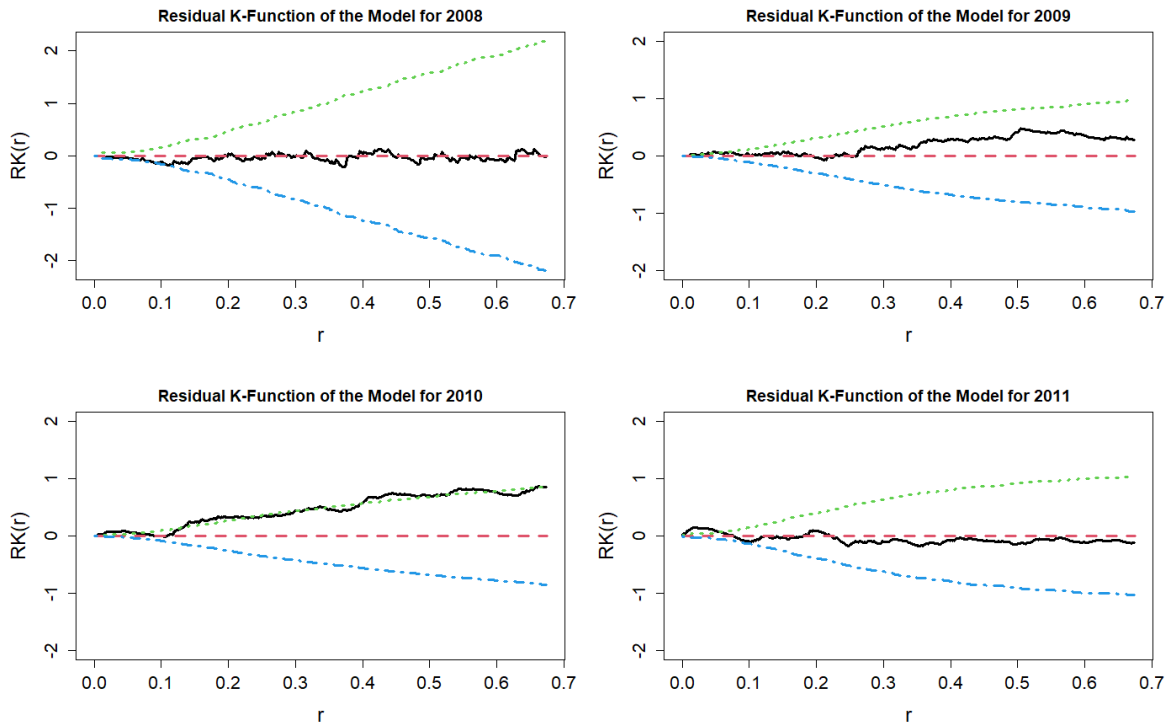 Residual K-Function of the Model for 2008
RK(r)
2
1
0
-1
-2
0.0 0.1 0.2 0.3 0.4 0.5 0.6 0.7
r
Residual K-Function of the Model for 2009
RK(r)
2
1
0
-1
-2
0.0 0.1 0.2 0.3 0.4 0.5 0.6 0.7
r
Residual K-Function of the Model for 2010
RK(r)
2
1
0
-1
-2
0.0 0.1 0.2 0.3 0.4 0.5 0.6 0.7
r
Residual K-Function of the Model for 2011
RK(r)
2
1
0
-1
-2
0.0 0.1 0.2 0.3 0.4 0.5 0.6 0.7
r